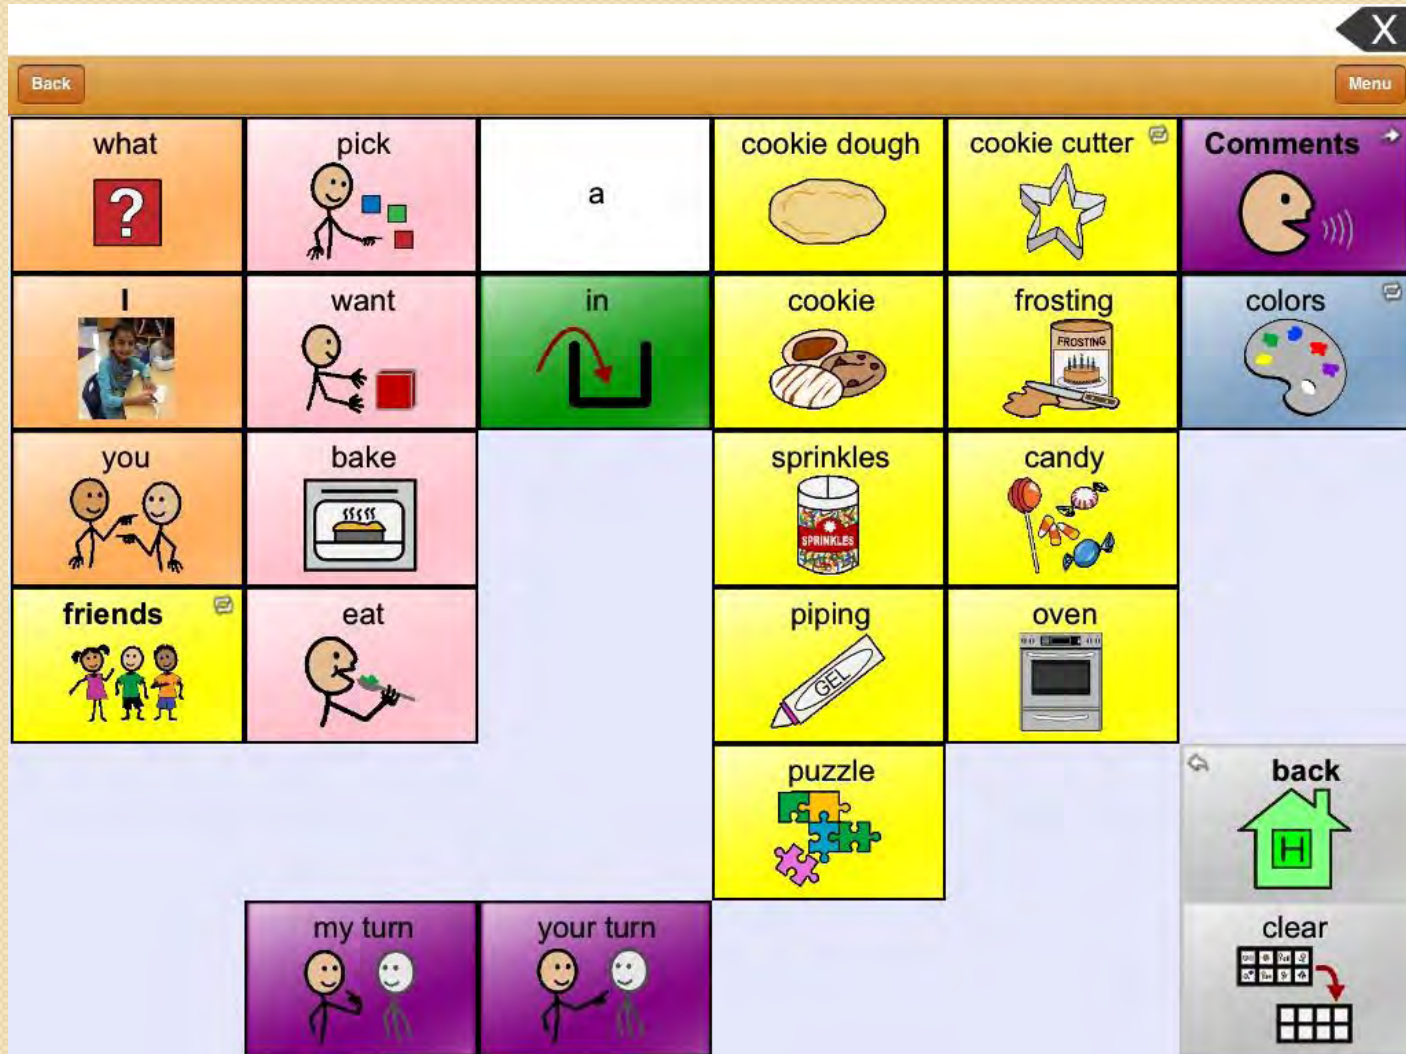 X
Back
Menu
what
pick
a
cookie dough
cookie cutter
Comments
?
I
want
in
cookie
frosting
colors
FROSTING
you
bake
sprinkles
candy
SPRINKLES
friends
eat
piping
oven
GEL
puzzle
back
H
my turn
your turn
clear